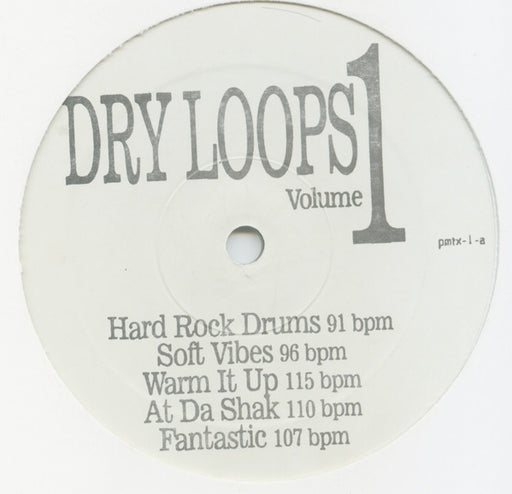 DRY LOOPS 1
Volume
pmtx-1-a
Hard Rock Drums 91 bpm
Soft Vibes 96 bpm
Warm It Up 115 bpm
At Da Shak 110 bpm
Fantastic 107 bpm